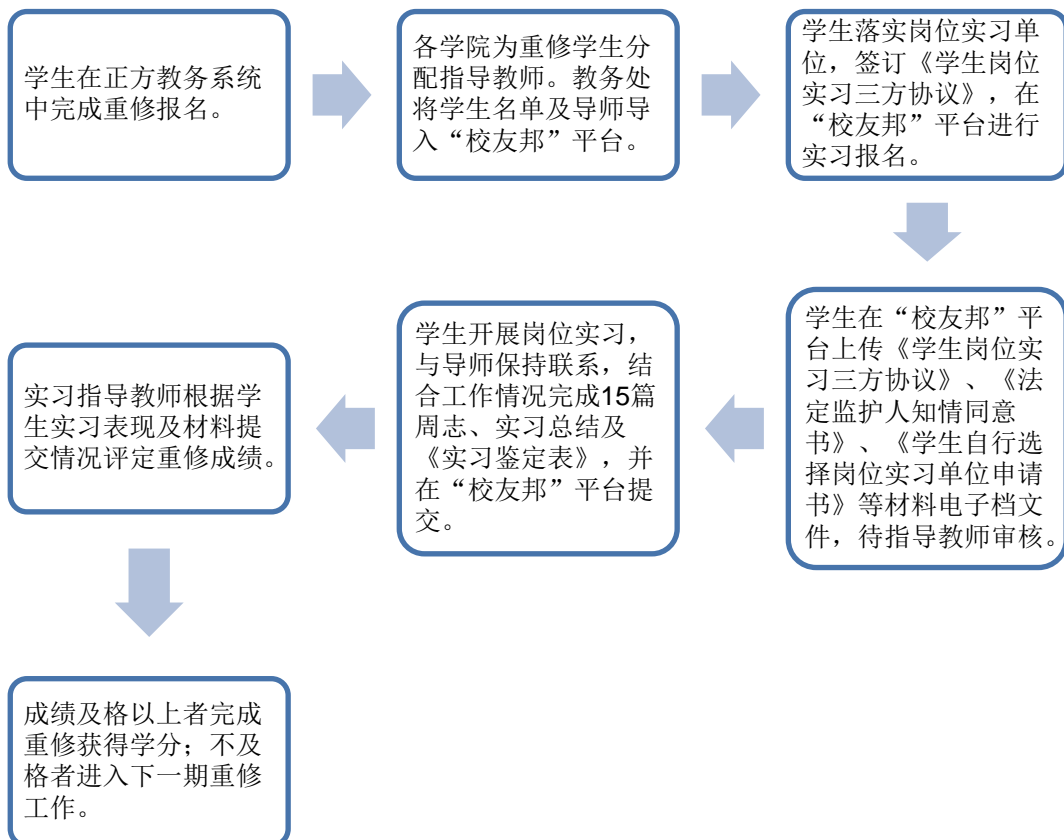 学生在正方教务系统
中完成重修报名。
各学院为重修学生分
配指导教师。教务处
将学生名单及导师导
入“校友邦”平台。
学生落实岗位实习单
位，签订《学生岗位
实习三方协议》，在
“校友邦”平台进行
实习报名。
学生在“校友邦”平
台上传《学生岗位实
习三方协议》、《法
定监护人知情同意
书》、《学生自行选
择岗位实习单位申请
书》等材料电子档文
件，待指导教师审核。
学生开展岗位实习，
与导师保持联系，结
合工作情况完成15篇
周志、实习总结及
《实习鉴定表》，并
在“校友邦”平台提
交。
实习指导教师根据学
生实习表现及材料提
交情况评定重修成绩。
成绩及格以上者完成
重修获得学分；不及
格者进入下一期重修
工作。